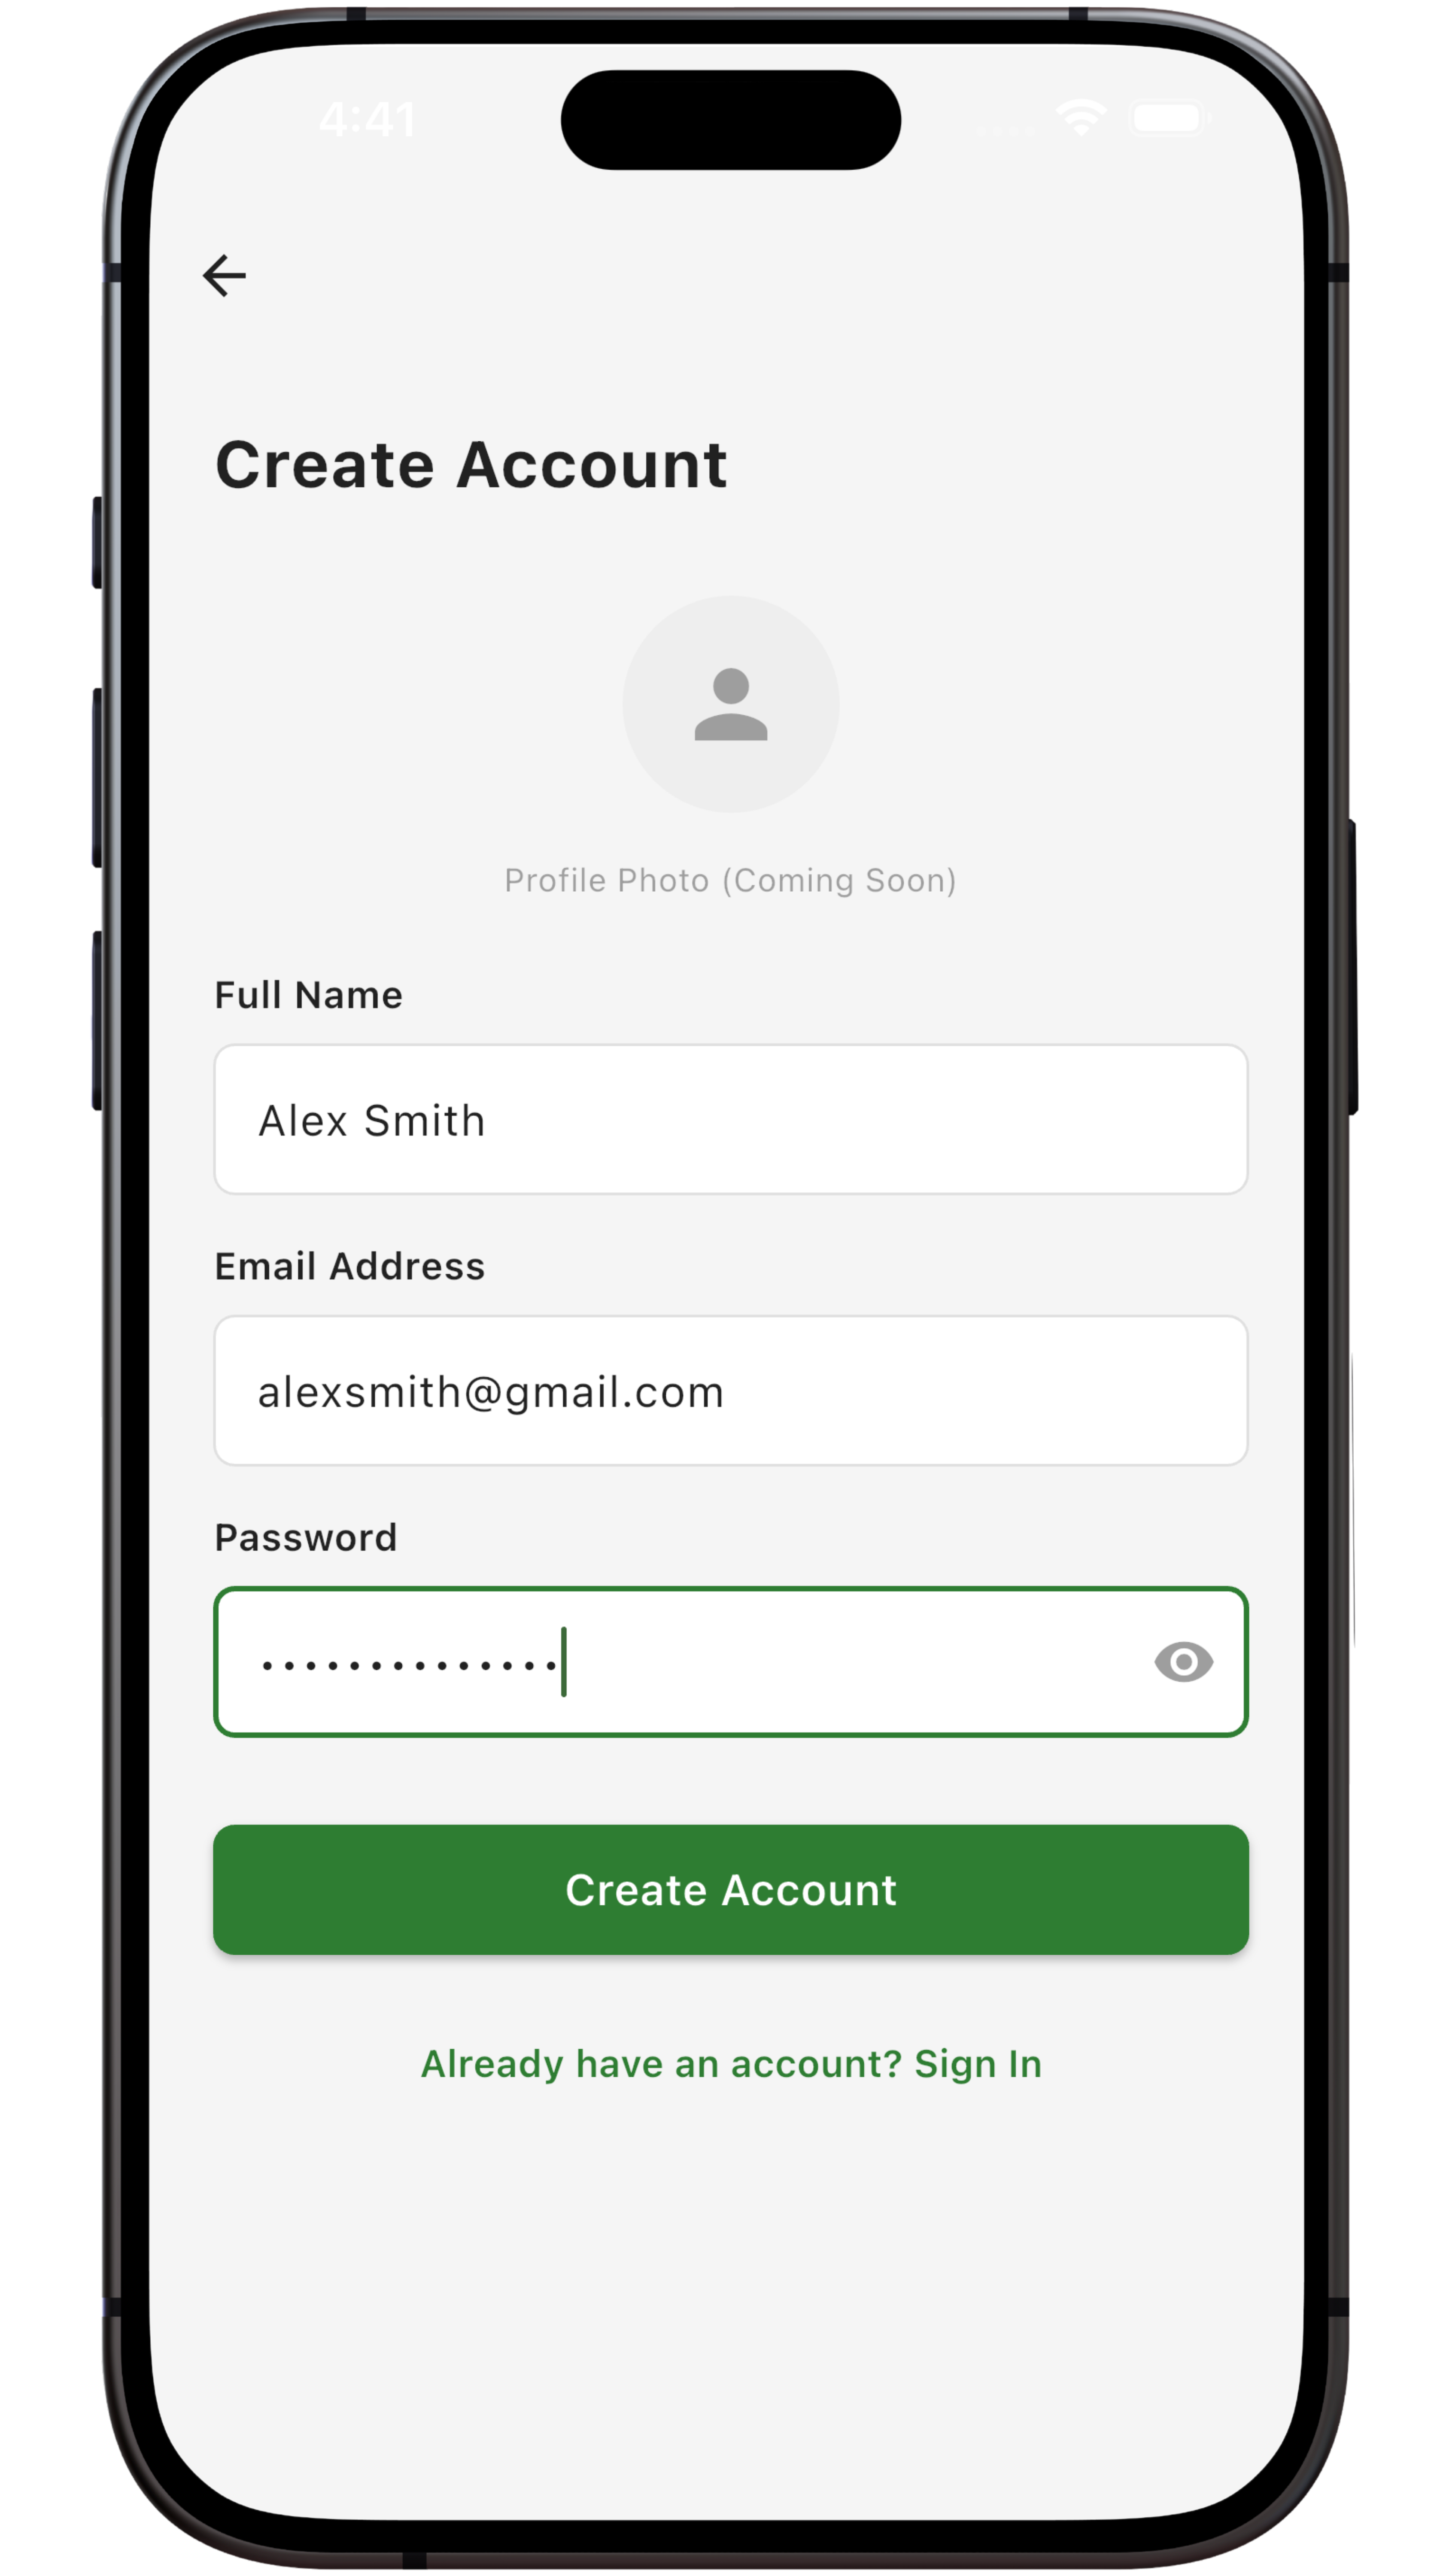 4:41
Create Account
Profile Photo (Coming Soon)
Full Name
Alex Smith
Email Address
alexsmith@gmail.com
Password
••••••••••••••
Create Account
Already have an account? Sign In